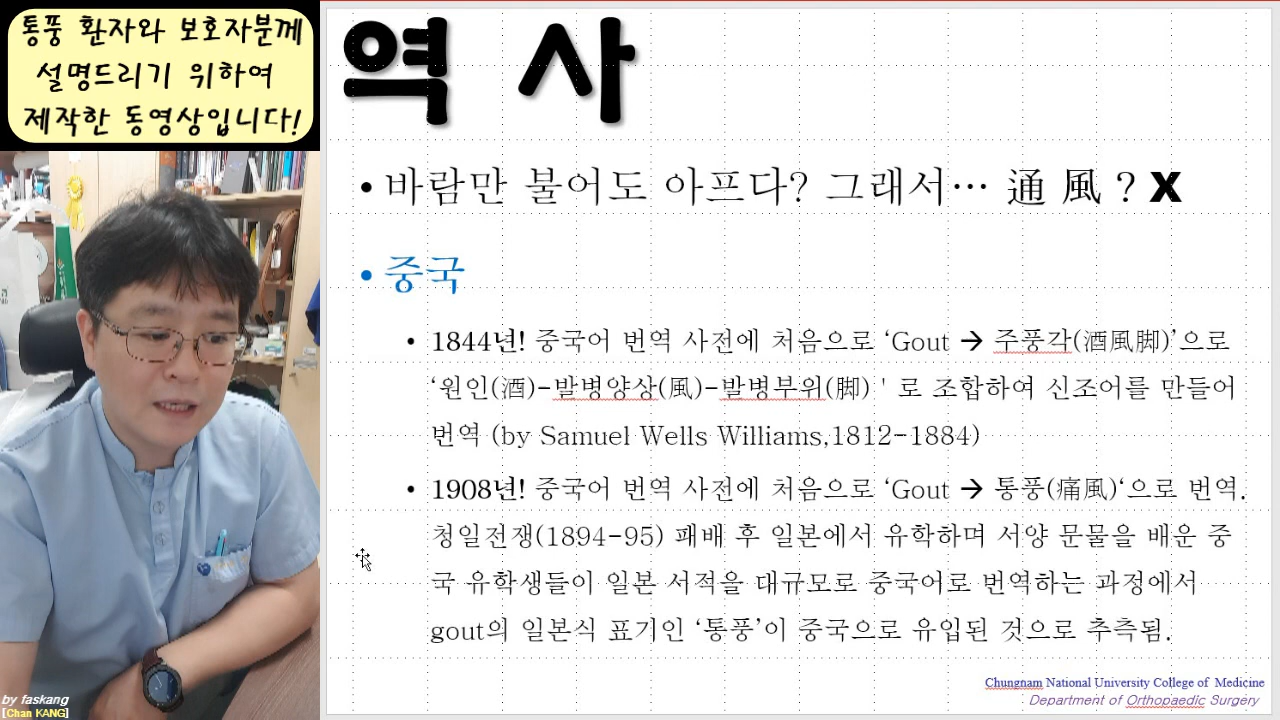 통풍 환자와 보호자분께
설명드리기 위하여
제작한 동영상입니다!
역 사
• 바람만 불어도 아프다? 그래서… 通 風 ? X
• 중국
• 1844년! 중국어 번역 사전에 처음으로 ‘Gout → 주풍각(酒風脚)’으로
‘원인(酒)-발병양상(風)-발병부위(脚) ' 로 조합하여 신조어를 만들어
번역 (by Samuel Wells Williams,1812-1884)
• 1908년! 중국어 번역 사전에 처음으로 ‘Gout → 통풍(痛風)‘으로 번역.
청일전쟁(1894-95) 패배 후 일본에서 유학하며 서양 문물을 배운 중
국 유학생들이 일본 서적을 대규모로 중국어로 번역하는 과정에서
gout의 일본식 표기인 ‘통풍’이 중국으로 유입된 것으로 추측됨.
Chungnam National University College of Medicine
Department of Orthopaedic Surgery
by faskang
[Chan KANG]